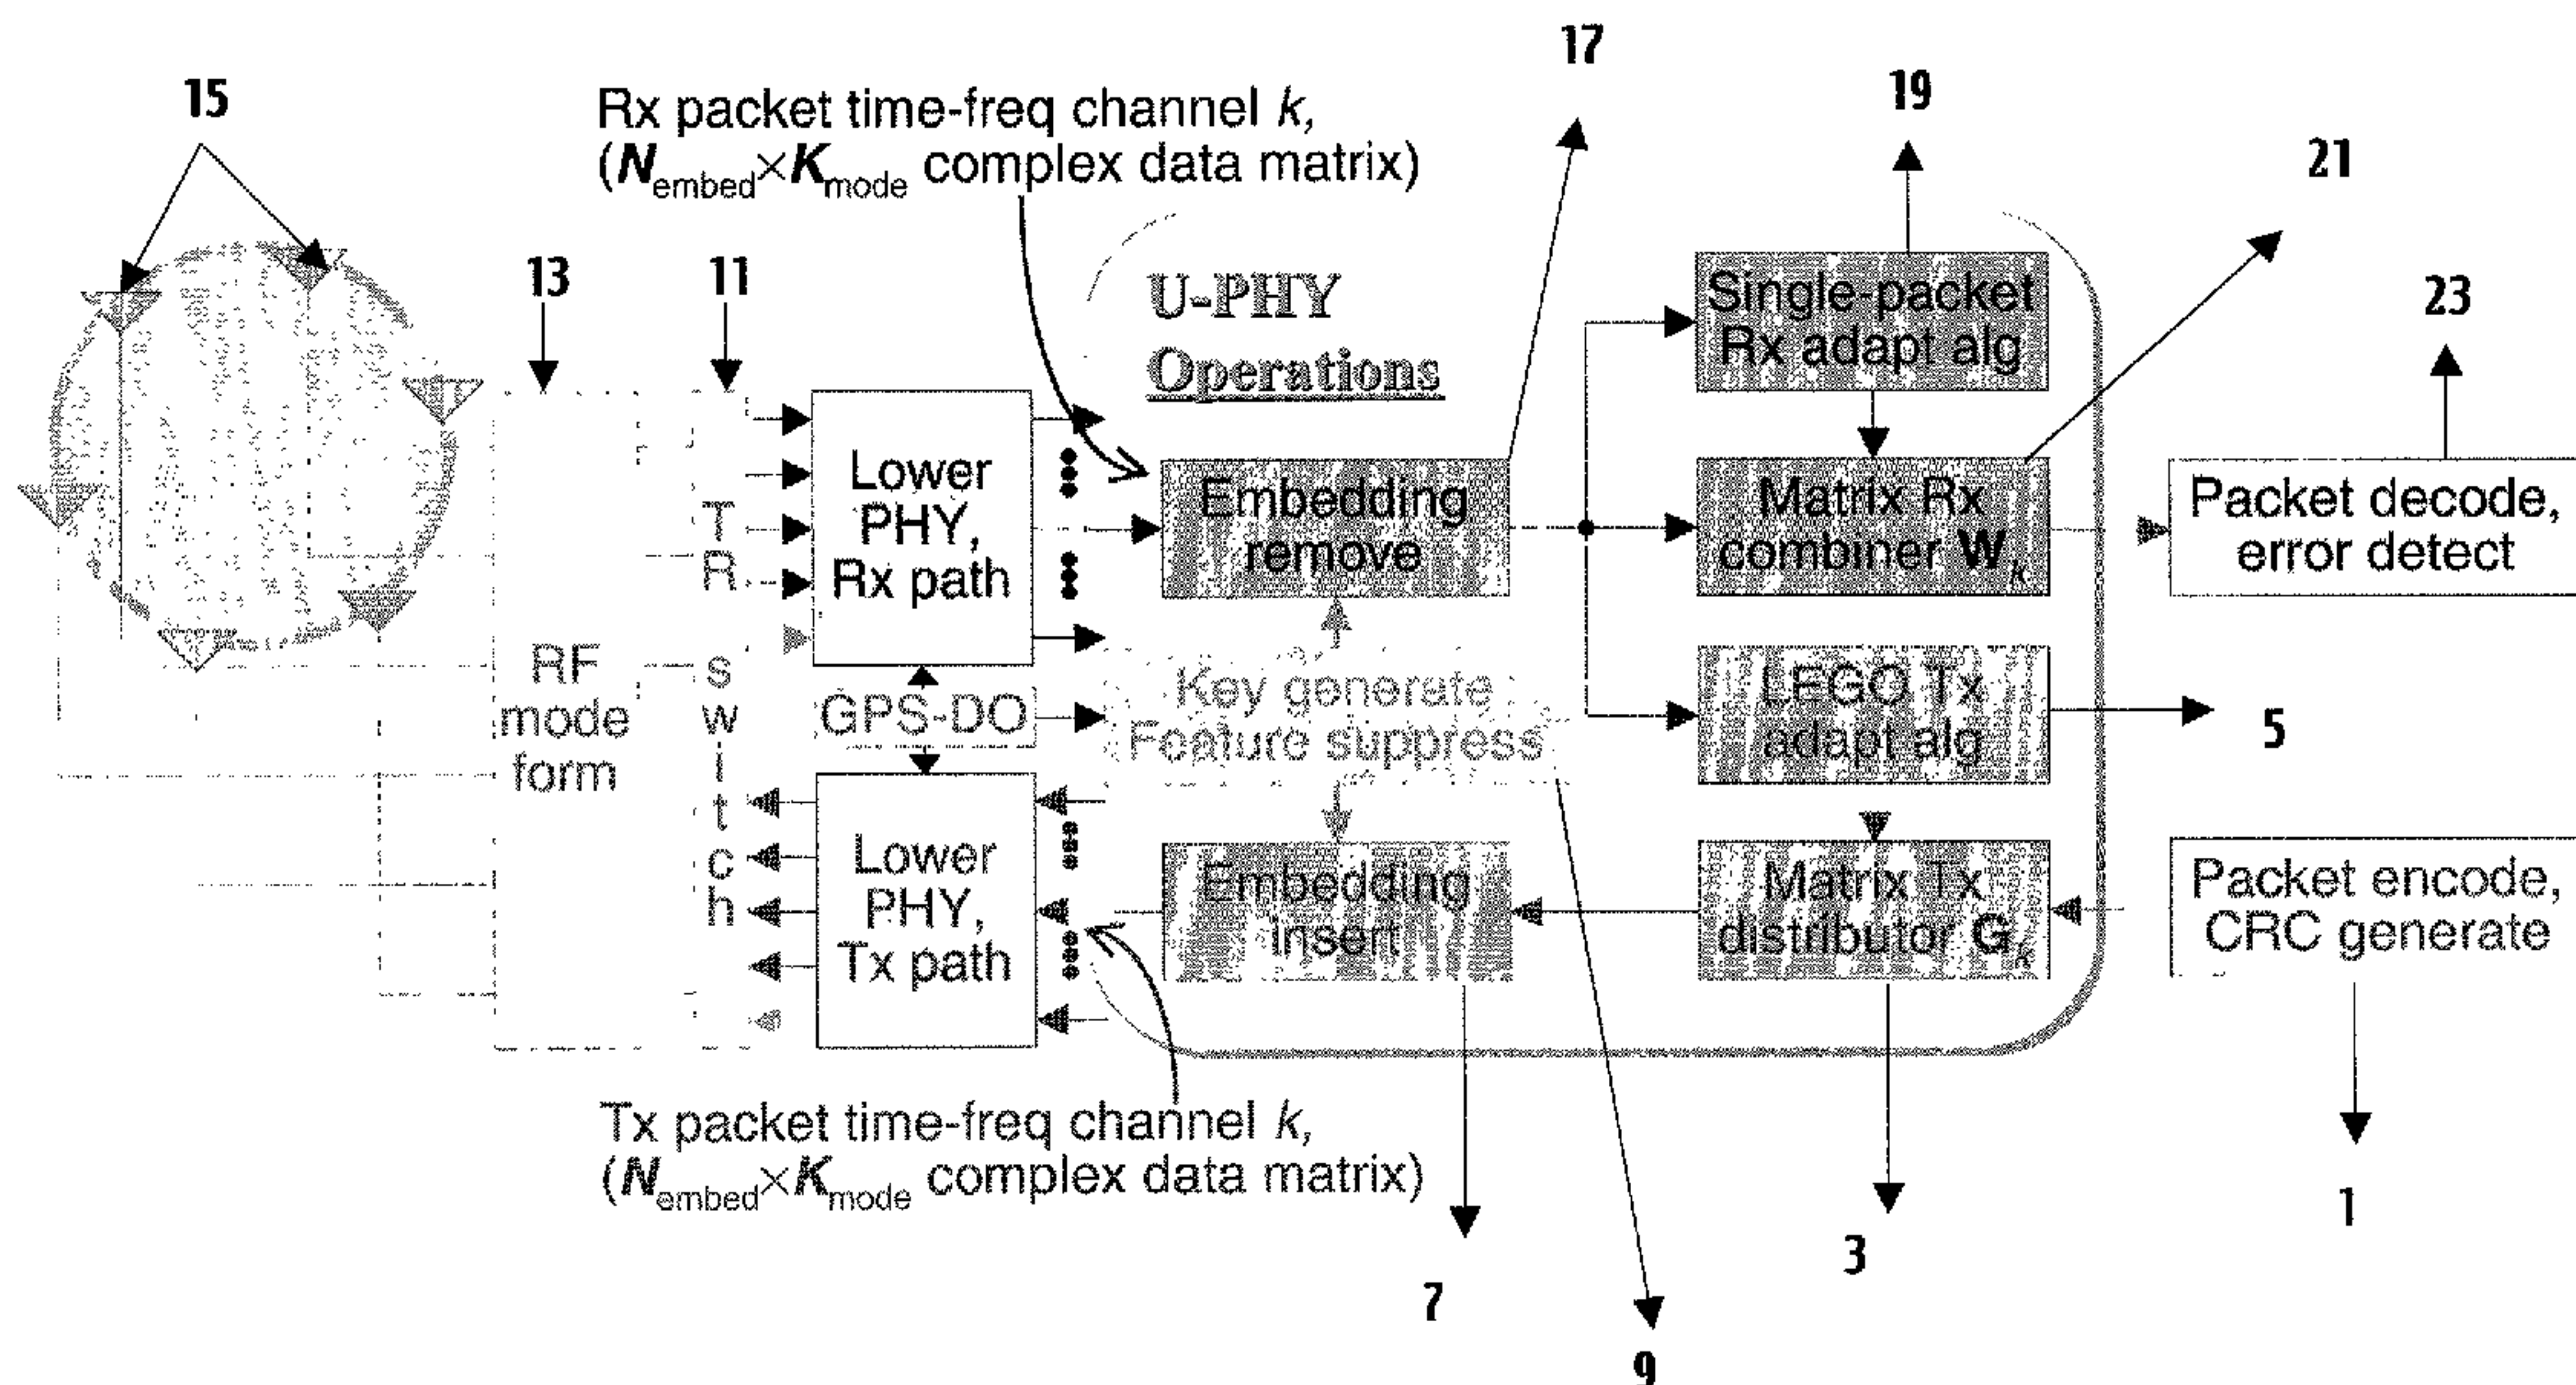 17
15
Rx packet time-freq channel k,
(Nembed×Kmode complex data matrix)
19
21
13
11
U-PHY
Operations
Single-packet
Rx adapt alg
23
Lower
PHY,
Rx path
Embedding
remove
Matrix Rx
combiner Wk
Packet decode,
error detect
TR
switch
RF
mode
form
GPS-DO
Key generate
Feature suppress
LEGO Tx
adapt alg
5
Lower
PHY,
Tx path
Embedding
insert
Matrix Tx
distributor Gk
Packet encode,
CRC generate
Tx packet time-freq channel k,
(Nembed×Kmode complex data matrix)
1
3
7
9